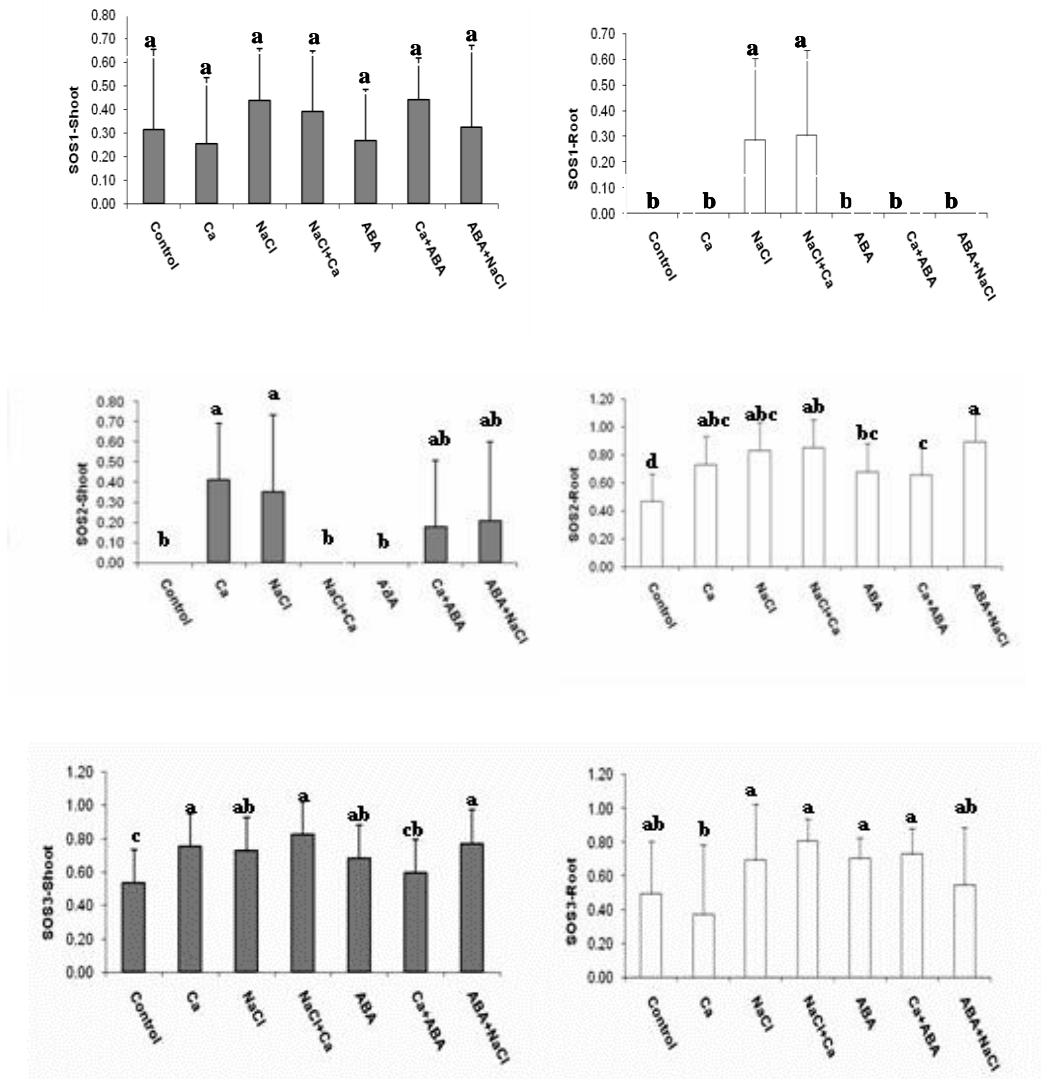 0.80
0.70
0.60
0.50
0.40
0.30
0.20
0.10
0.00
SOS1-Shoot
a a a a a a a
Control Ca NaCl NaCl+Ca ABA Ca+ABA ABA+NaCl
0.70
0.60
0.50
0.40
0.30
0.20
0.10
0.00
SOS1-Root
b b a a b b b
Control Ca NaCl NaCl+Ca ABA Ca+ABA ABA+NaCl
0.80
0.70
0.60
0.50
0.40
0.30
0.20
0.10
0.00
SOS2-Shoot
b a a b b ab ab
Control Ca NaCl NaCl+Ca ABA Ca+ABA ABA+NaCl
1.20
1.00
0.80
0.60
0.40
0.20
0.00
SOS2-Root
d abc abc ab bc c a
Control Ca NaCl NaCl+Ca ABA Ca+ABA ABA+NaCl
1.20
1.00
0.80
0.60
0.40
0.20
0.00
SOS3-Shoot
c a ab a ab cb a
Control Ca NaCl NaCl+Ca ABA Ca+ABA ABA+NaCl
1.20
1.00
0.80
0.60
0.40
0.20
0.00
SOS3-Root
ab b a a a a ab
Control Ca NaCl NaCl+Ca ABA Ca+ABA ABA+NaCl